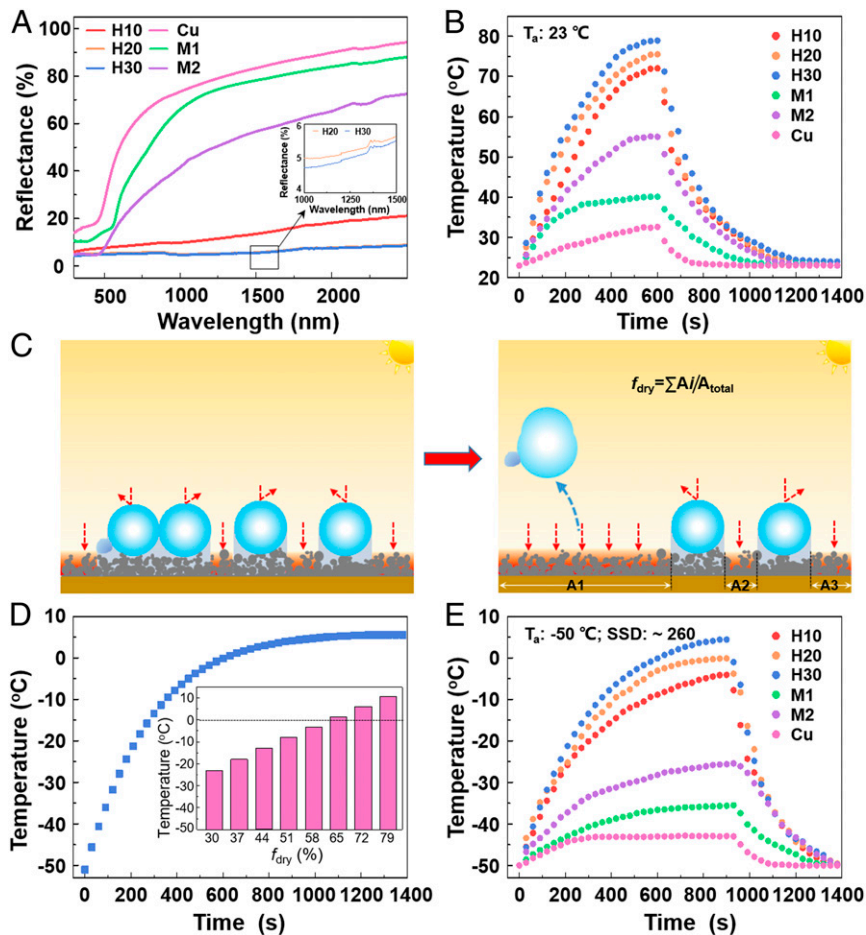 A
H10
Cu
H20
M1
H30
M2
Reflectance (%)
100
80
60
40
20
0
500
1000
1500
2000
Wavelength (nm)
H20
H30
Reflectance (%)
6
5
4
1000
1250
1500
Wavelength (nm)
B
Tₐ: 23 ℃
H10
H20
H30
M1
M2
Cu
Temperature (°C)
80
70
60
50
40
30
20
0
200
400
600
800
1000
1200
1400
Time (s)
C
f_dry=∑Ai/A_total
A1
A2
A3
D
Temperature (°C)
10
0
-10
-20
-30
-40
-50
0
200
400
600
800
1000
1200
1400
Time (s)
Temperature (°C)
20
10
0
-10
-20
-30
-40
-50
30
37
44
51
58
65
72
79
f_dry (%)
E
Tₐ: -50 ℃; SSD: ~ 260
H10
H20
H30
M1
M2
Cu
Temperature (°C)
10
0
-10
-20
-30
-40
-50
0
200
400
600
800
1000
1200
1400
Time (s)